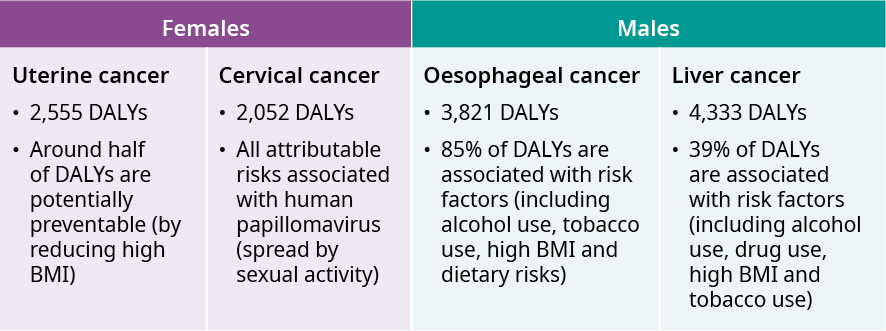 Females
Males
Uterine cancer
• 2,555 DALYs
• Around half
of DALYs are
potentially
preventable (by
reducing high
BMI)
Cervical cancer
• 2,052 DALYs
• All attributable
risks associated
with human
papillomavirus
(spread by
sexual activity)
Oesophageal cancer
• 3,821 DALYs
• 85% of DALYs are
associated with risk
factors (including
alcohol use, tobacco
use, high BMI and
dietary risks)
Liver cancer
• 4,333 DALYs
• 39% of DALYs
are associated
with risk factors
(including alcohol
use, drug use,
high BMI and
tobacco use)